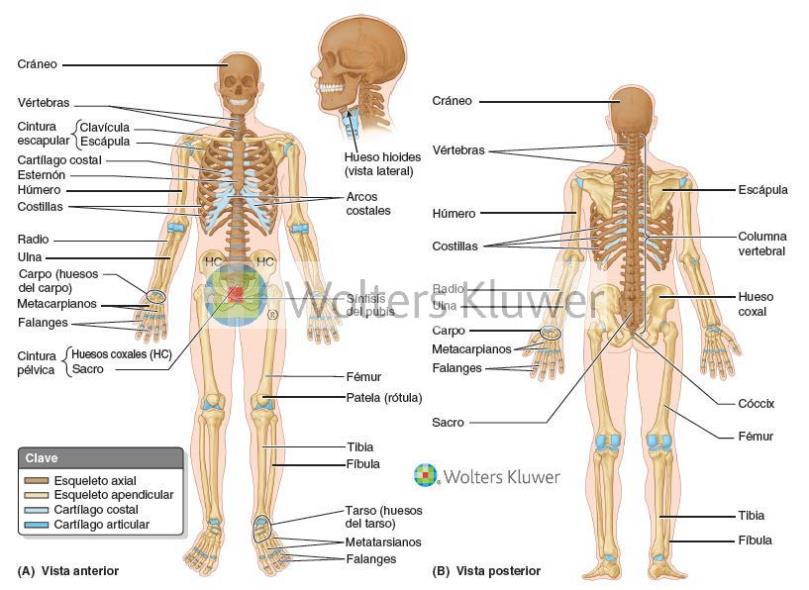 Cráneo
Vértebras
Cintura escapular
Clavícula
Escápula
Cartílago costal
Esternón
Húmero
Costillas
Radio
Ulna
Carpo (huesos
del carpo)
Metacarpianos
Falanges
Cintura
pélvica
Huesos coxales (HC)
Sacro
HC
HC
Hueso hioides
(vista lateral)
Arcos
costales
Sínfisis
del pubis
Fémur
Patela (rótula)
Tibia
Fíbula
Tarso (huesos
del tarso)
Metatarsianos
Falanges
Clave
Esqueleto axial
Esqueleto apendicular
Cartílago costal
Cartílago articular
(A) Vista anterior
Wolters Kluwer
®
Cráneo
Vértebras
Húmero
Costillas
Radio
Ulna
Carpo
Metacarpianos
Falanges
Sacro
Escápula
Columna
vertebral
Hueso
coxal
Cóccix
Fémur
Tibia
Fíbula
Wolters Kluwer
(B) Vista posterior